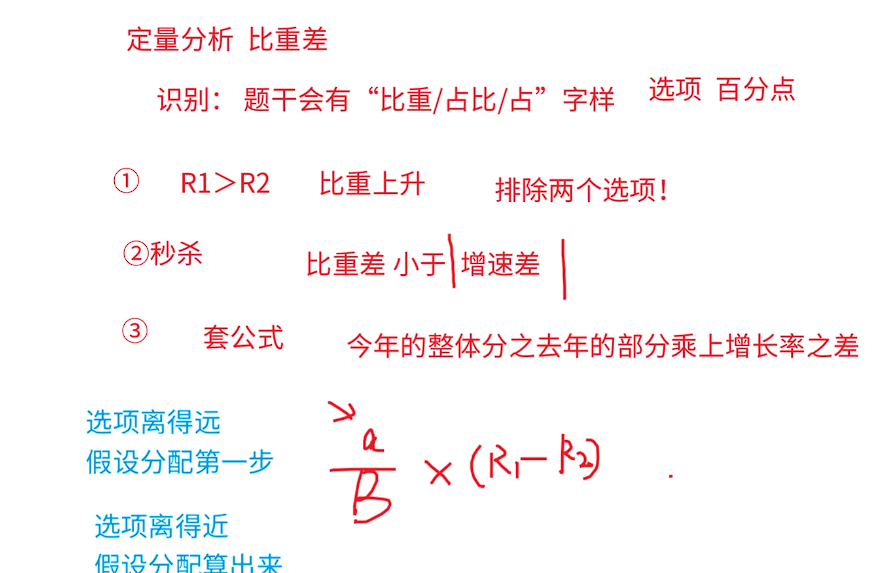 定量分析 比重差
识别： 题干会有“比重/占比/占”字样 选项 百分点
① R1＞R2 比重上升 排除两个选项！
②秒杀 比重差 小于|增速差|
③ 套公式 今年的整体分之去年的部分乘上增长率之差
选项离得远
假设分配第一步
a/B×(R1-R2)
选项离得近
假设分配算出来